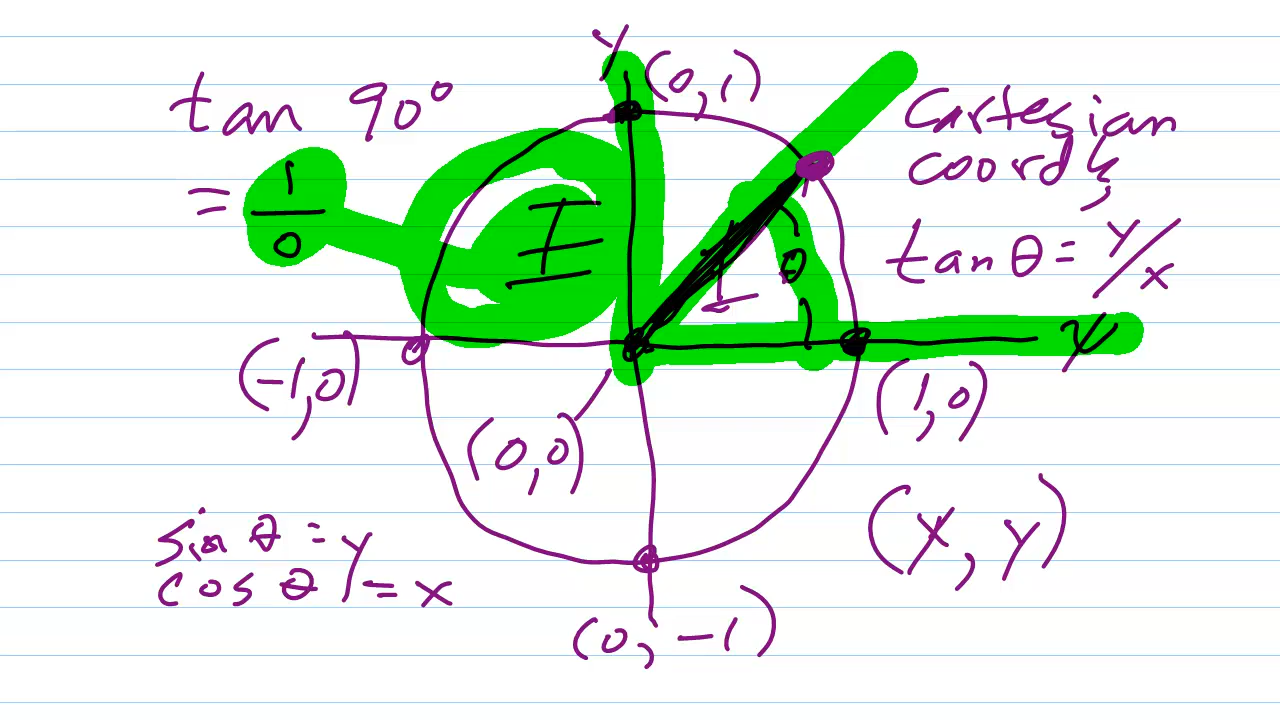 y
(0,1)
tan 90°
= 1/0
Cartesian
coords
tan θ = y/x
I
I
θ
x
(-1,0)
(0,0)
(1,0)
(x, y)
sin θ = y
cos θ = x
(0, -1)